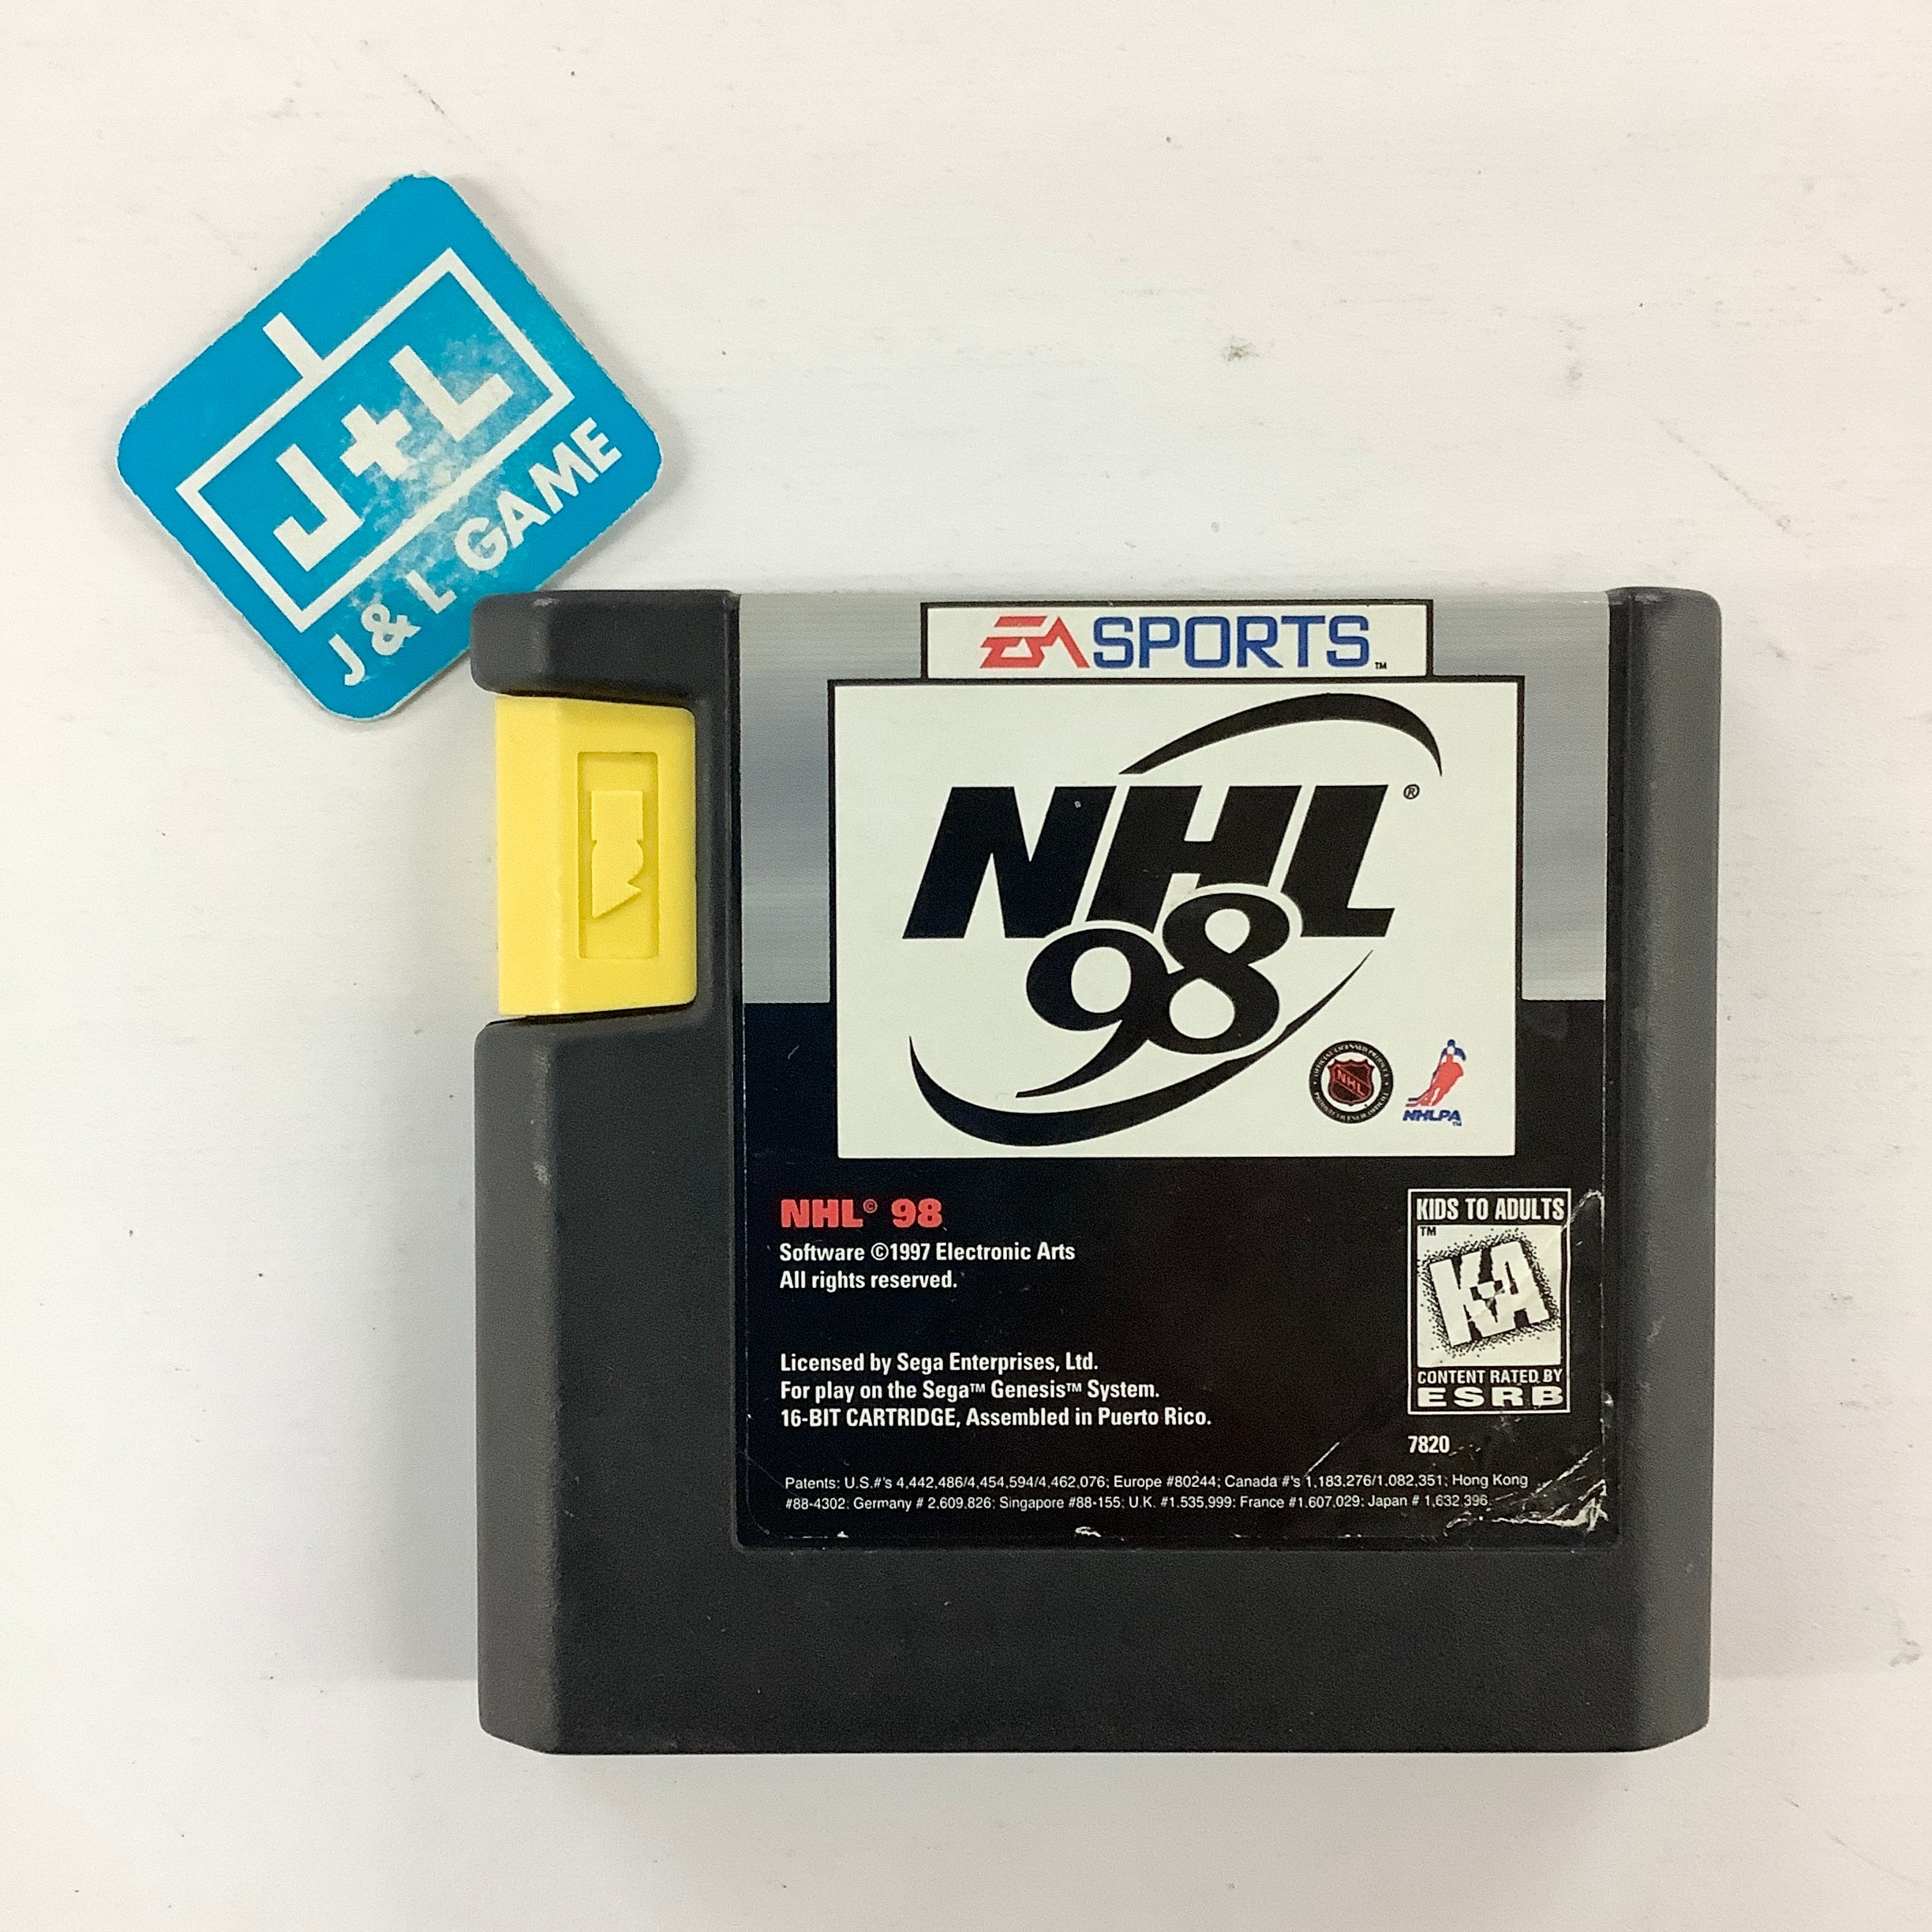 J+L
J & L GAME
EA SPORTS™
NHL®
98
NHL
NHLPA™
NHL© 98
Software ©1997 Electronic Arts
All rights reserved.
Licensed by Sega Enterprises, Ltd.
For play on the Sega™ Genesis™ System.
16-BIT CARTRIDGE, Assembled in Puerto Rico.
KIDS TO ADULTS
™
K-A
CONTENT RATED BY
ESRB
7820
Patents: U.S.#'s 4,442,486/4,454,594/4,462,076; Europe #80244; Canada #'s 1,183,276/1,082,351; Hong Kong
#88-4302; Germany # 2,609,826; Singapore #88-155; U.K. #1,535,999; France #1,607,029; Japan # 1,632,396